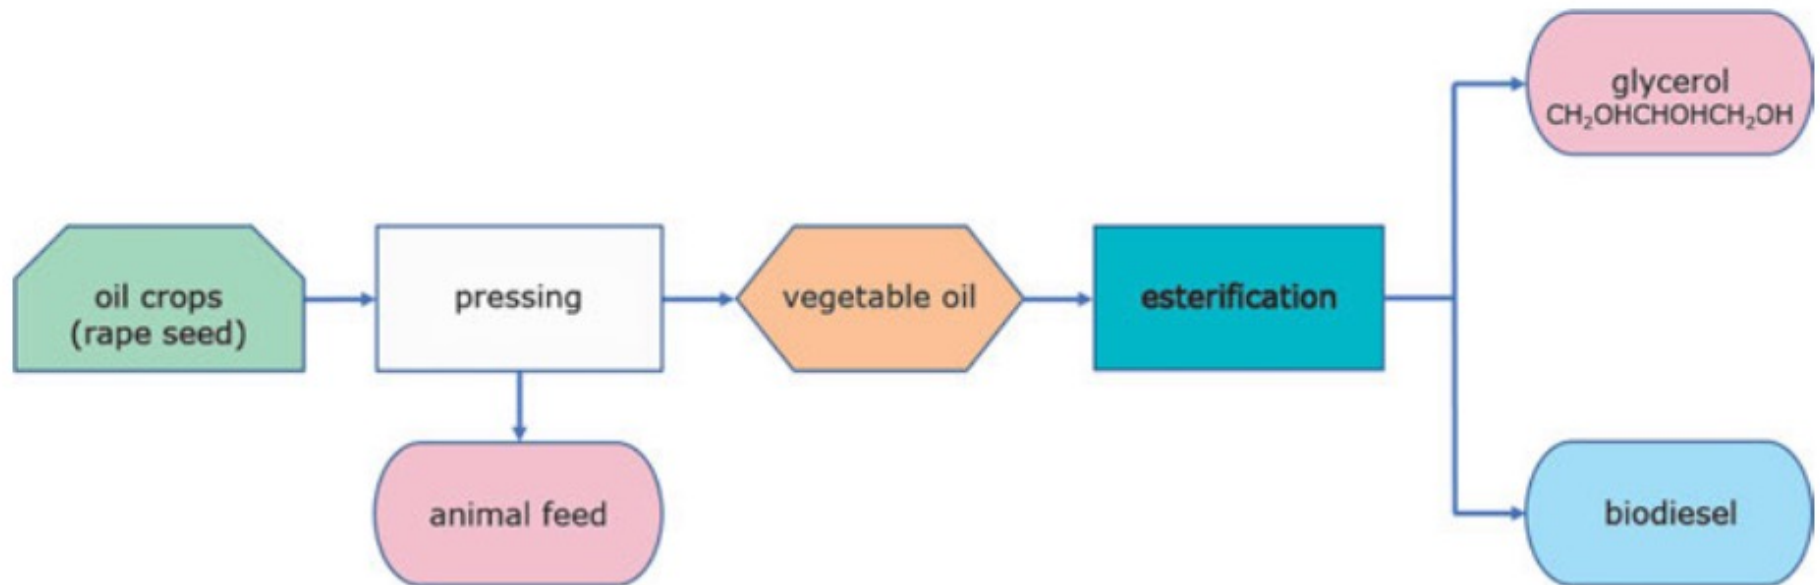 glycerol
CH₂OHCHOHCH₂OH
oil crops
(rape seed)
pressing
vegetable oil
esterification
animal feed
biodiesel